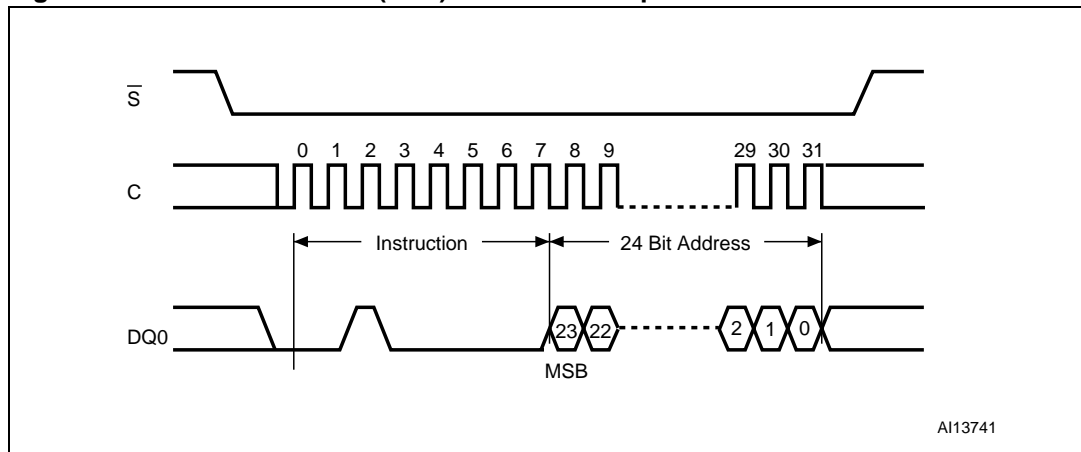 S̅
0 1 2 3 4 5 6 7 8 9 29 30 31
C
Instruction 24 Bit Address
DQ0 23 22 2 1 0
MSB
AI13741